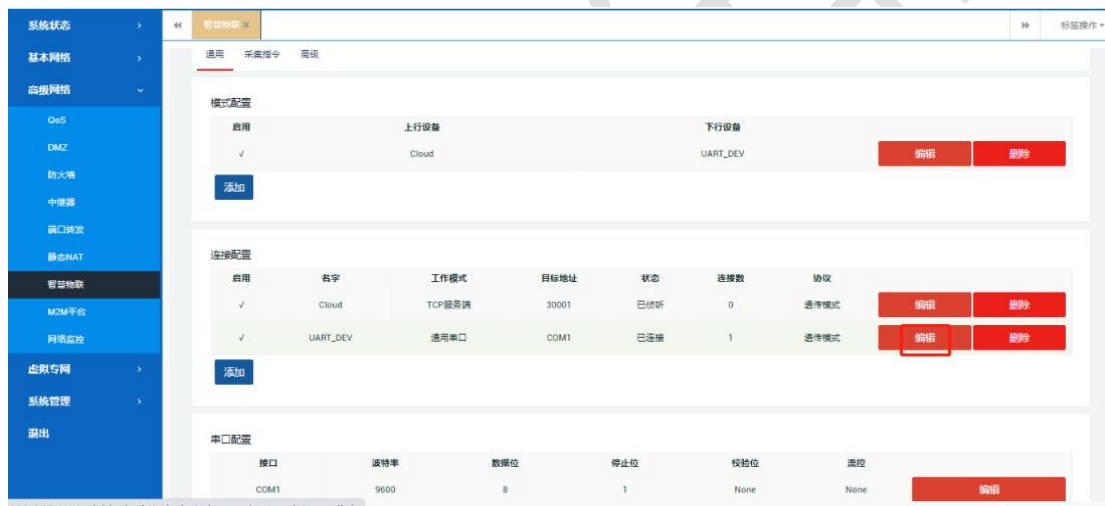 系统状态
智慧物联 ×
标签操作
基本网络
通用 采集指令 高级
高级网络
模式配置
QoS
启用 上行设备 下行设备
DMZ
√ Cloud UART_DEV 编辑 删除
防火墙
添加
中继器
端口转发
静态NAT
连接配置
智慧物联
启用 名字 工作模式 目标地址 状态 连接数 协议
M2M平台
√ Cloud TCP服务端 30001 已侦听 0 透传模式 编辑 删除
网络监控
√ UART_DEV 通用串口 COM1 已连接 1 透传模式 编辑 删除
虚拟专网
添加
系统管理
退出
串口配置
接口 波特率 数据位 停止位 校验位 流控
COM1 9600 8 1 None None 编辑